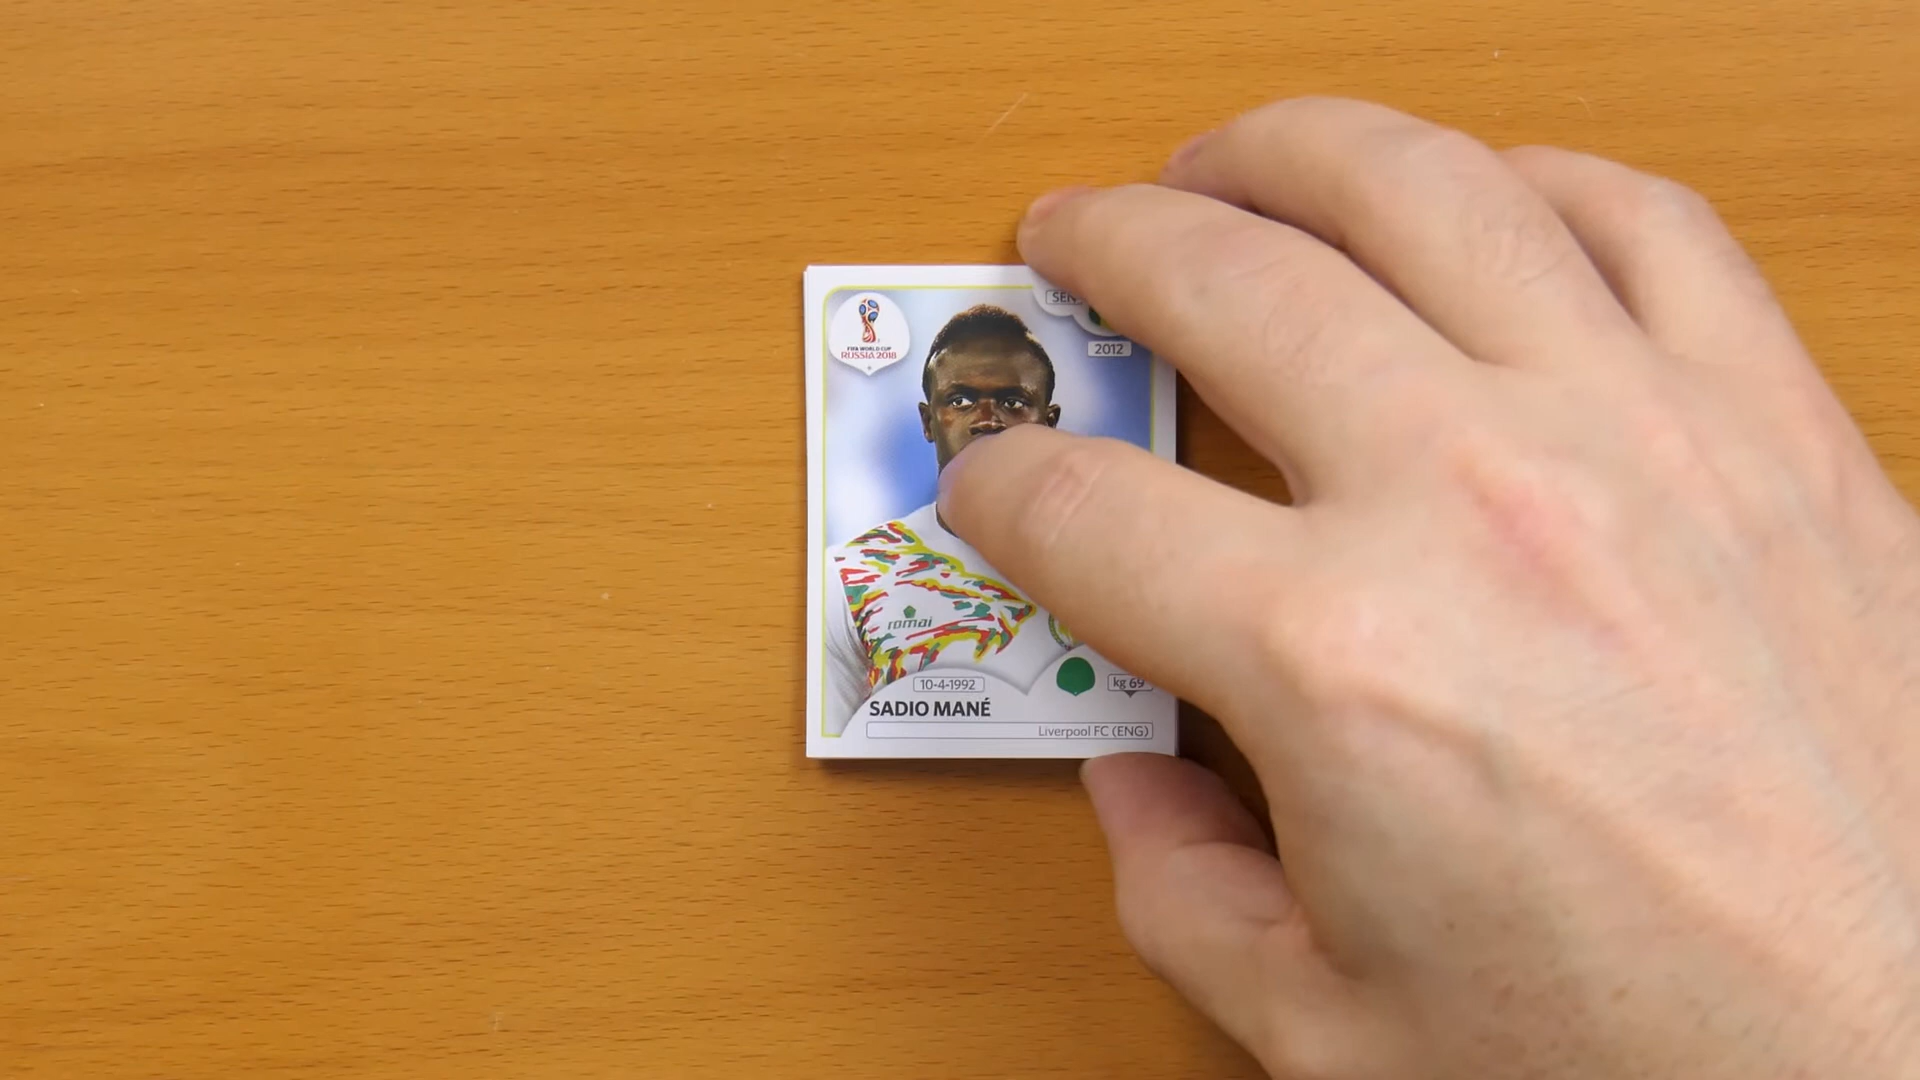 SEN
2012
FIFA WORLD CUP
RUSSIA 2018
romai
10-4-1992
kg 69
SADIO MANÉ
Liverpool FC (ENG)